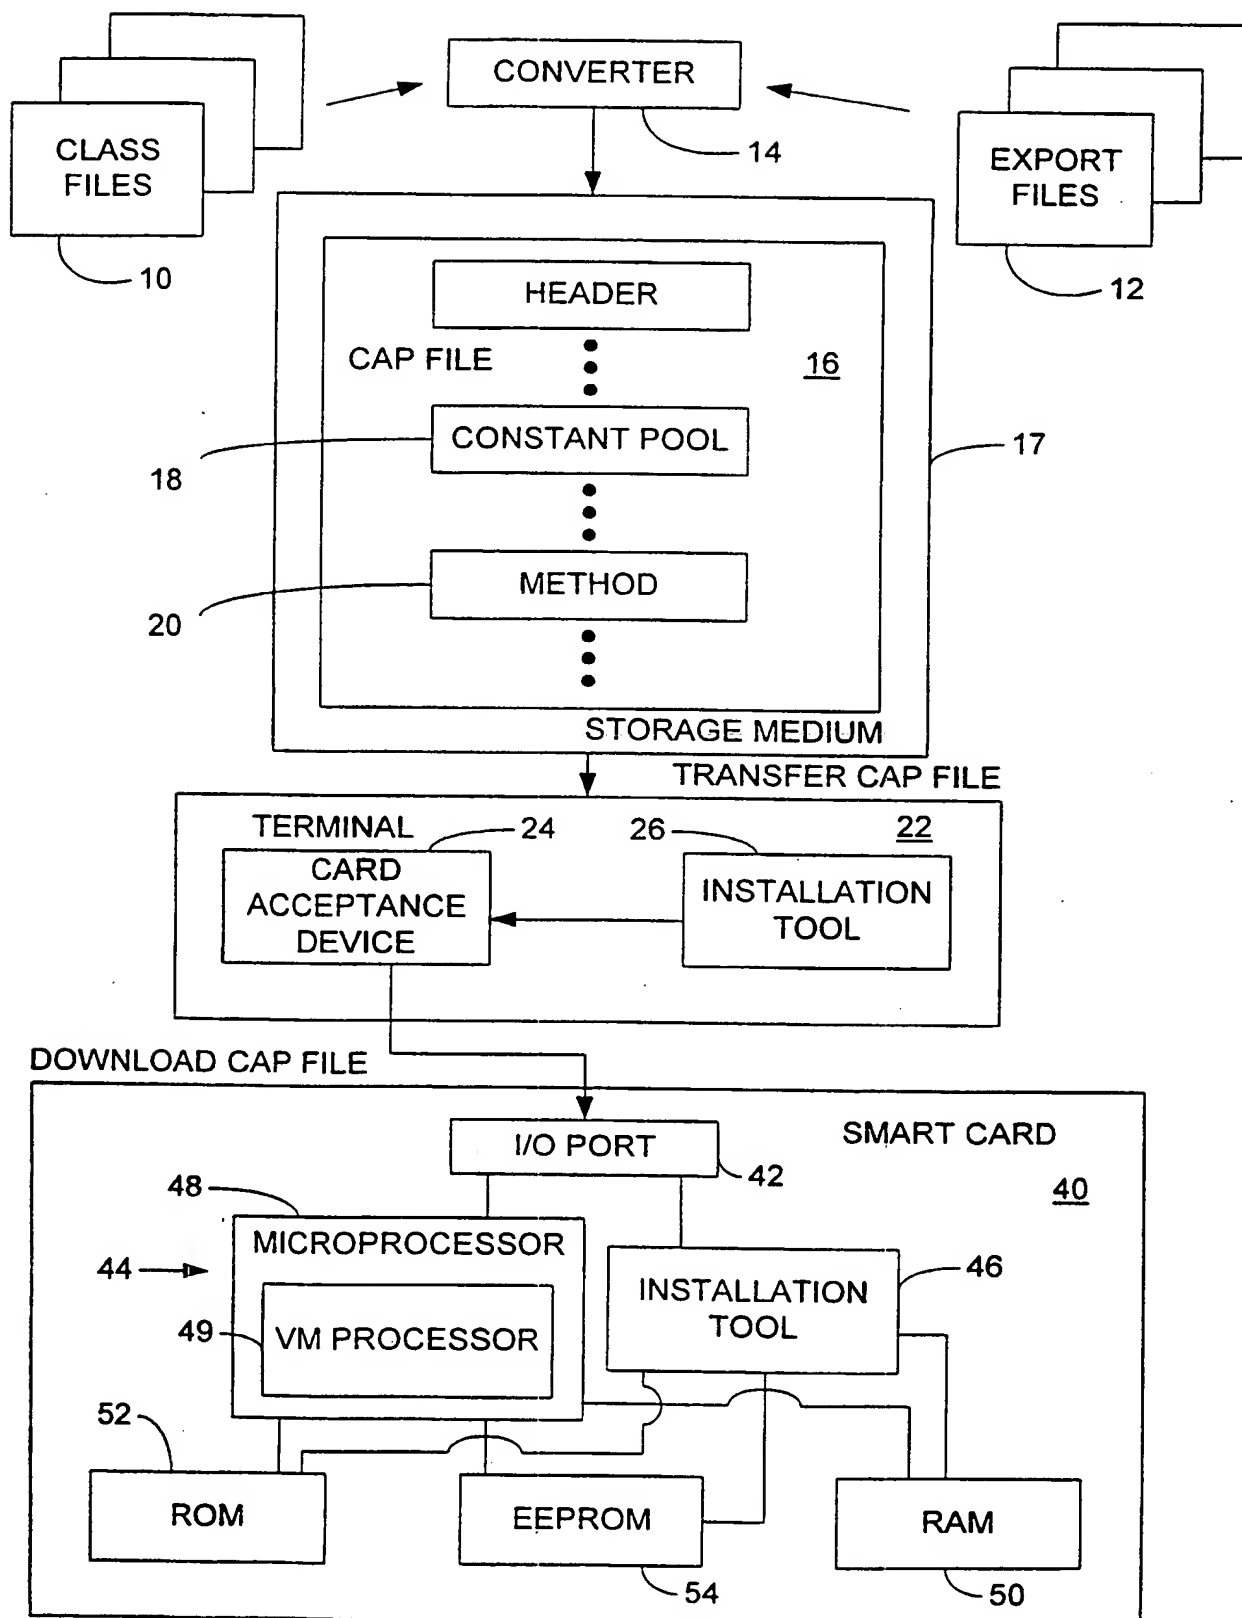 CONVERTER
14
CLASS
FILES
10
EXPORT
FILES
12
HEADER
CAP FILE
16
CONSTANT POOL
18
17
METHOD
20
STORAGE MEDIUM
TRANSFER CAP FILE
TERMINAL
24
26
22
CARD
ACCEPTANCE
DEVICE
INSTALLATION
TOOL
DOWNLOAD CAP FILE
I/O PORT
42
SMART CARD
40
48
MICROPROCESSOR
44
49
VM PROCESSOR
INSTALLATION
TOOL
46
52
ROM
EEPROM
54
RAM
50